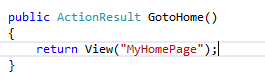 public ActionResult GotoHome()
{
    return View("MyHomePage");
}